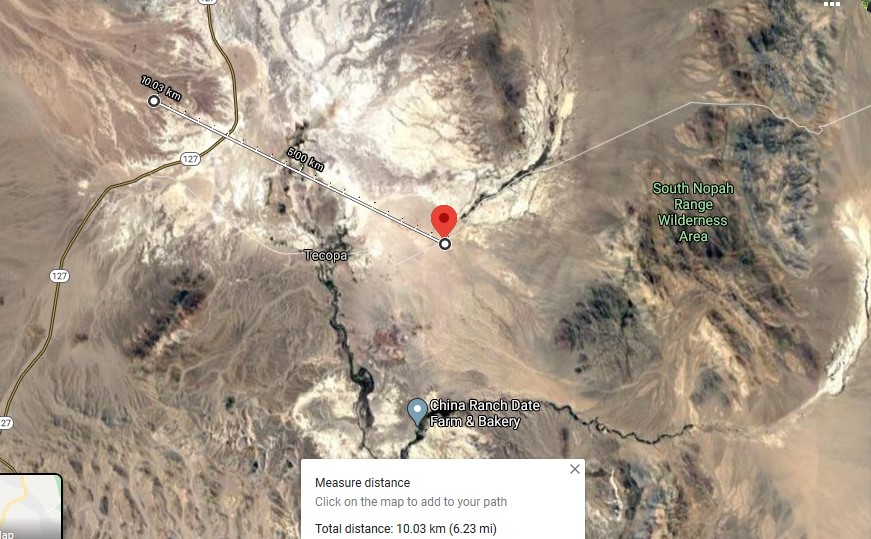 127
10.03 km
5.00 km
127
South Nopah
Range
Wilderness
Area
Tecopa
127
China Ranch Date
Farm & Bakery
27
Measure distance
Click on the map to add to your path
Total distance: 10.03 km (6.23 mi)
ap